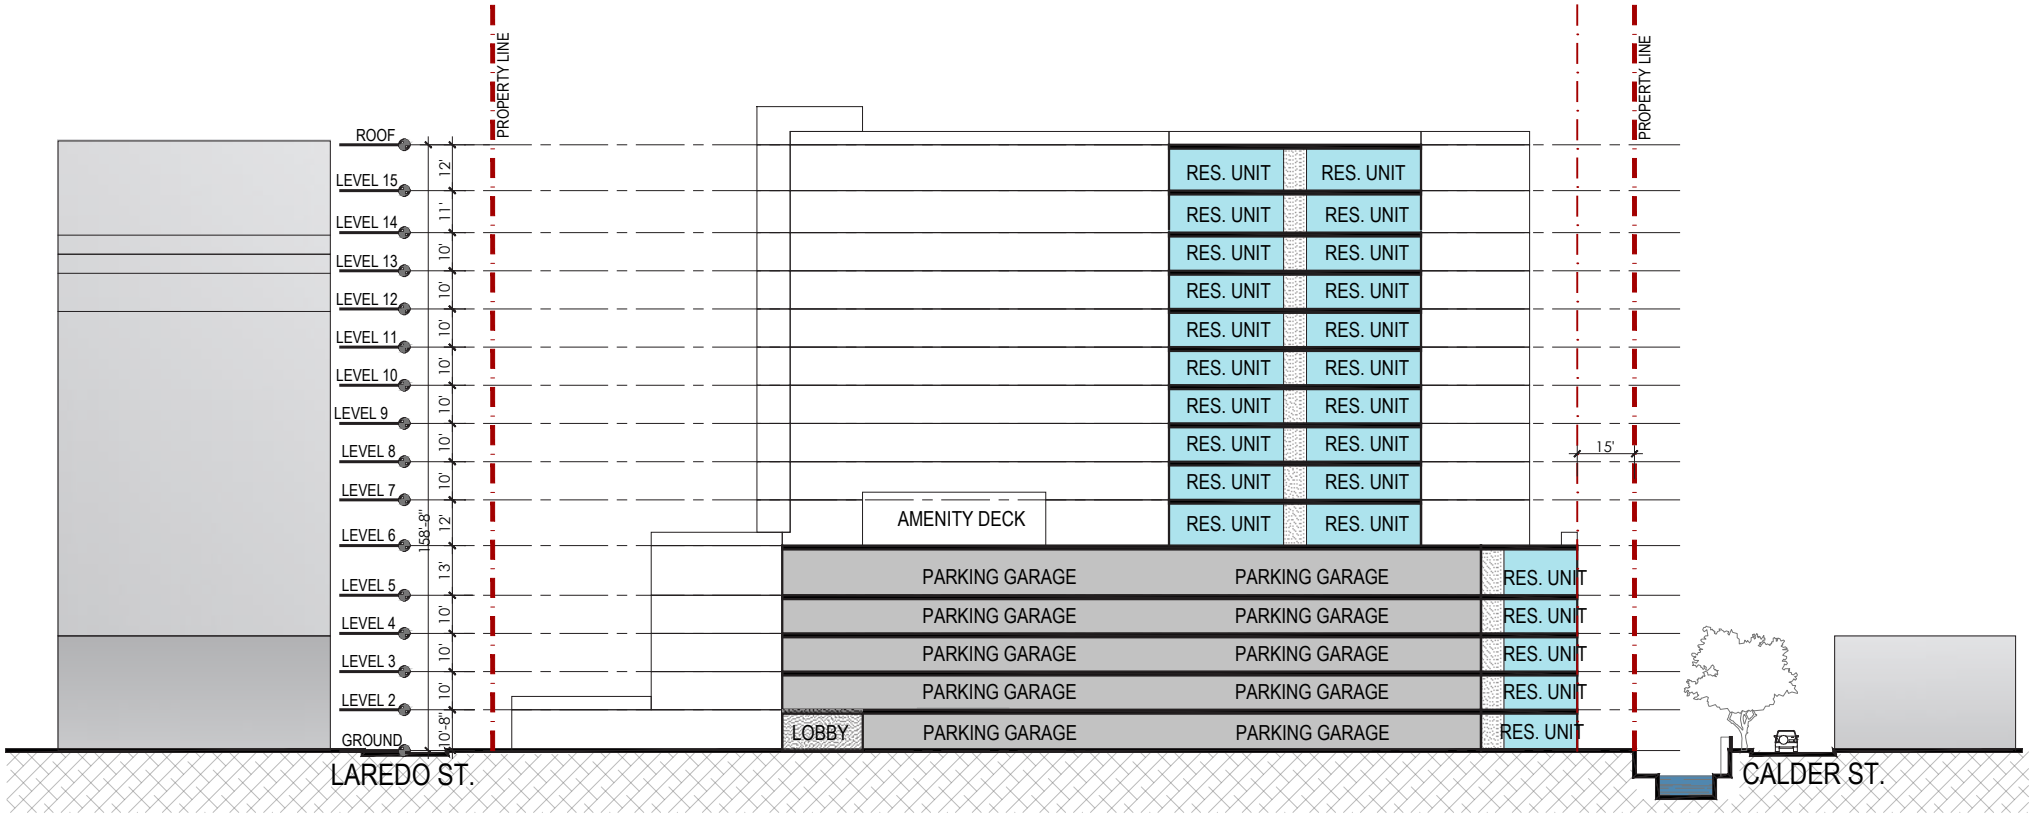 PROPERTY LINE
PROPERTY LINE
ROOF
12'
LEVEL 15
RES. UNIT RES. UNIT
11'
LEVEL 14
RES. UNIT RES. UNIT
10'
LEVEL 13
RES. UNIT RES. UNIT
10'
LEVEL 12
RES. UNIT RES. UNIT
10'
LEVEL 11
RES. UNIT RES. UNIT
10'
LEVEL 10
RES. UNIT RES. UNIT
10'
LEVEL 9
RES. UNIT RES. UNIT
10'
LEVEL 8
RES. UNIT RES. UNIT
15'
10'
LEVEL 7
RES. UNIT RES. UNIT
158'-8"
12'
LEVEL 6
AMENITY DECK RES. UNIT RES. UNIT
13'
LEVEL 5
PARKING GARAGE PARKING GARAGE RES. UNIT
10'
LEVEL 4
PARKING GARAGE PARKING GARAGE RES. UNIT
10'
LEVEL 3
PARKING GARAGE PARKING GARAGE RES. UNIT
10'
LEVEL 2
PARKING GARAGE PARKING GARAGE RES. UNIT
10'-8"
GROUND
LOBBY PARKING GARAGE PARKING GARAGE RES. UNIT
LAREDO ST. CALDER ST.